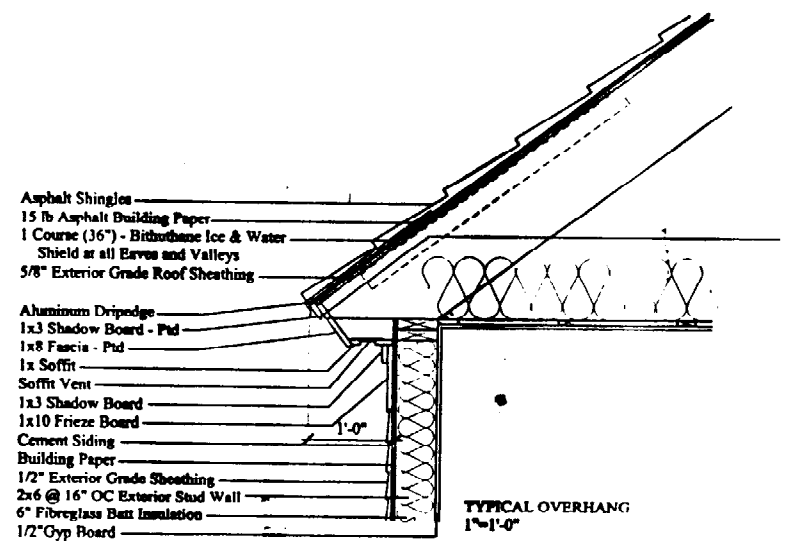 Asphalt Shingles
15 lb Asphalt Building Paper
1 Course (36") - Bithuthane Ice & Water
Shield at all Eaves and Valleys
5/8" Exterior Grade Roof Sheathing
Aluminum Dripedge
1x3 Shadow Board - Ptd
1x8 Fascia - Ptd
1x Soffit
Soffit Vent
1x3 Shadow Board
1x10 Frieze Board
1'-0"
Cement Siding
Building Paper
1/2" Exterior Grade Sheathing
2x6 @ 16" OC Exterior Stud Wall
6" Fibreglass Batt Insulation
1/2"Gyp Board
TYPICAL OVERHANG
1"=1'-0"